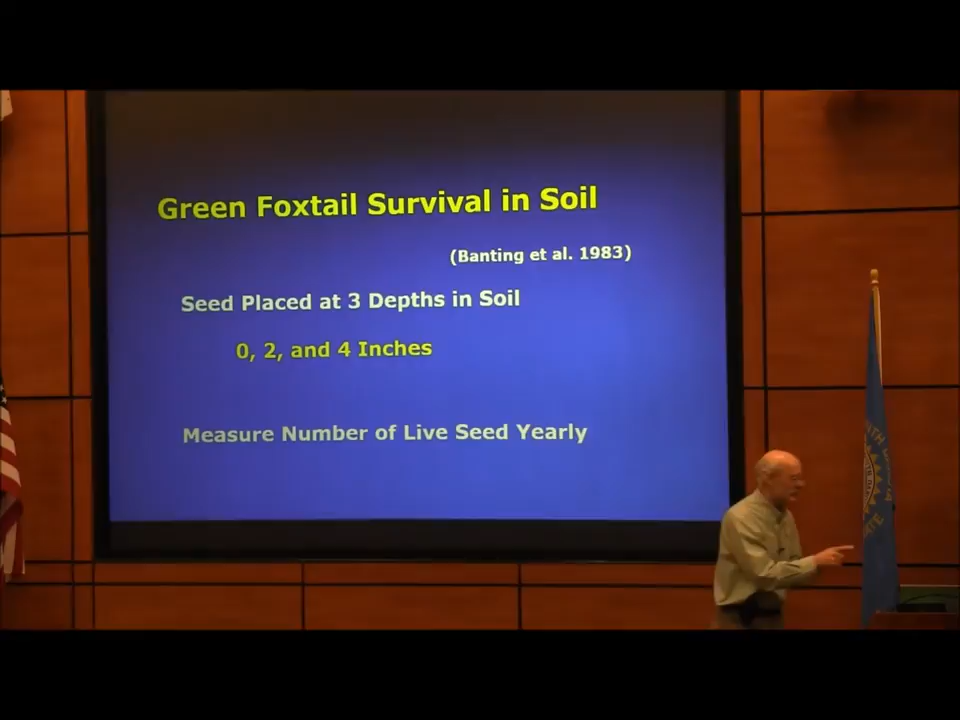 Green Foxtail Survival in Soil
(Banting et al. 1983)
Seed Placed at 3 Depths in Soil
0, 2, and 4 Inches
Measure Number of Live Seed Yearly